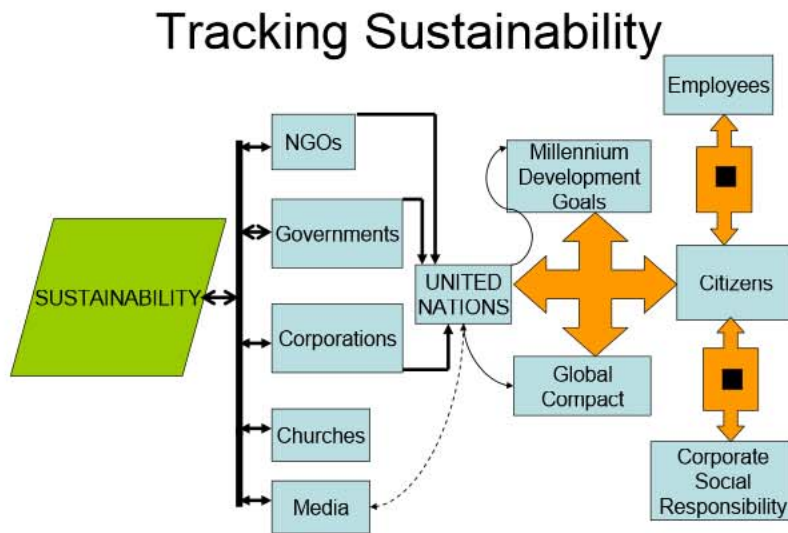 Tracking Sustainability
Employees
NGOs
Millennium
Development
Goals
Governments
SUSTAINABILITY
UNITED
NATIONS
Citizens
Corporations
Global
Compact
Churches
Corporate
Social
Responsibility
Media